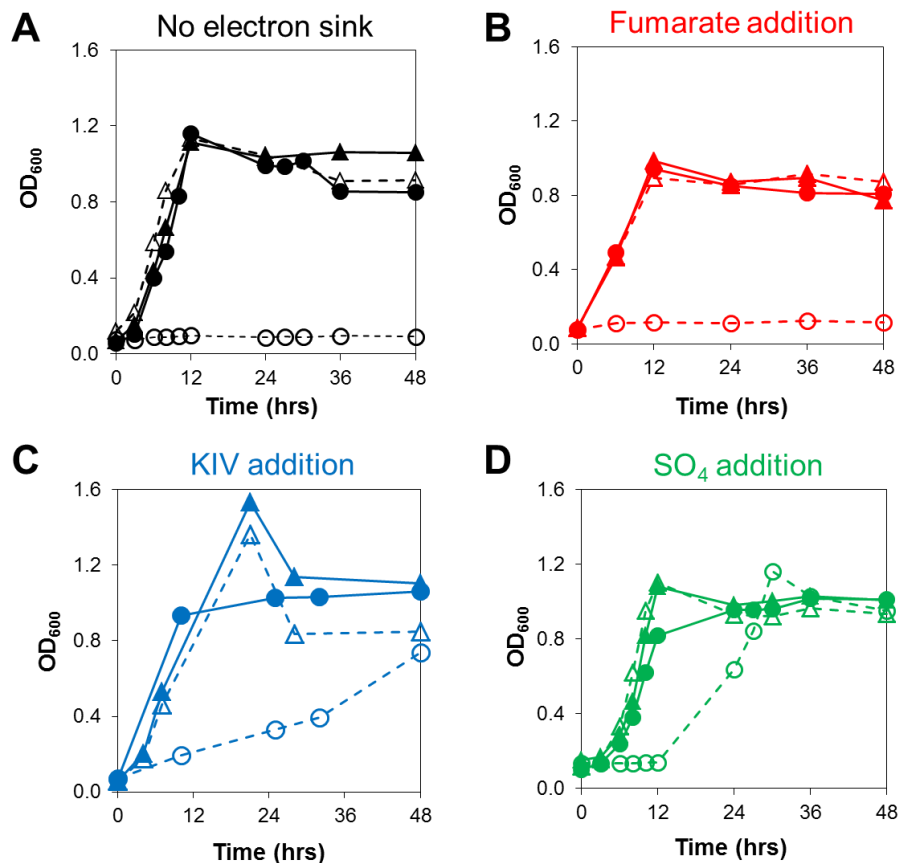 A No electron sink
1.6
1.2
0.8
0.4
0.0
OD600
0 12 24 36 48
Time (hrs)
B Fumarate addition
1.6
1.2
0.8
0.4
0.0
OD600
0 12 24 36 48
Time (hrs)
C KIV addition
1.6
1.2
0.8
0.4
0.0
OD600
0 12 24 36 48
Time (hrs)
D SO4 addition
1.6
1.2
0.8
0.4
0.0
OD600
0 12 24 36 48
Time (hrs)